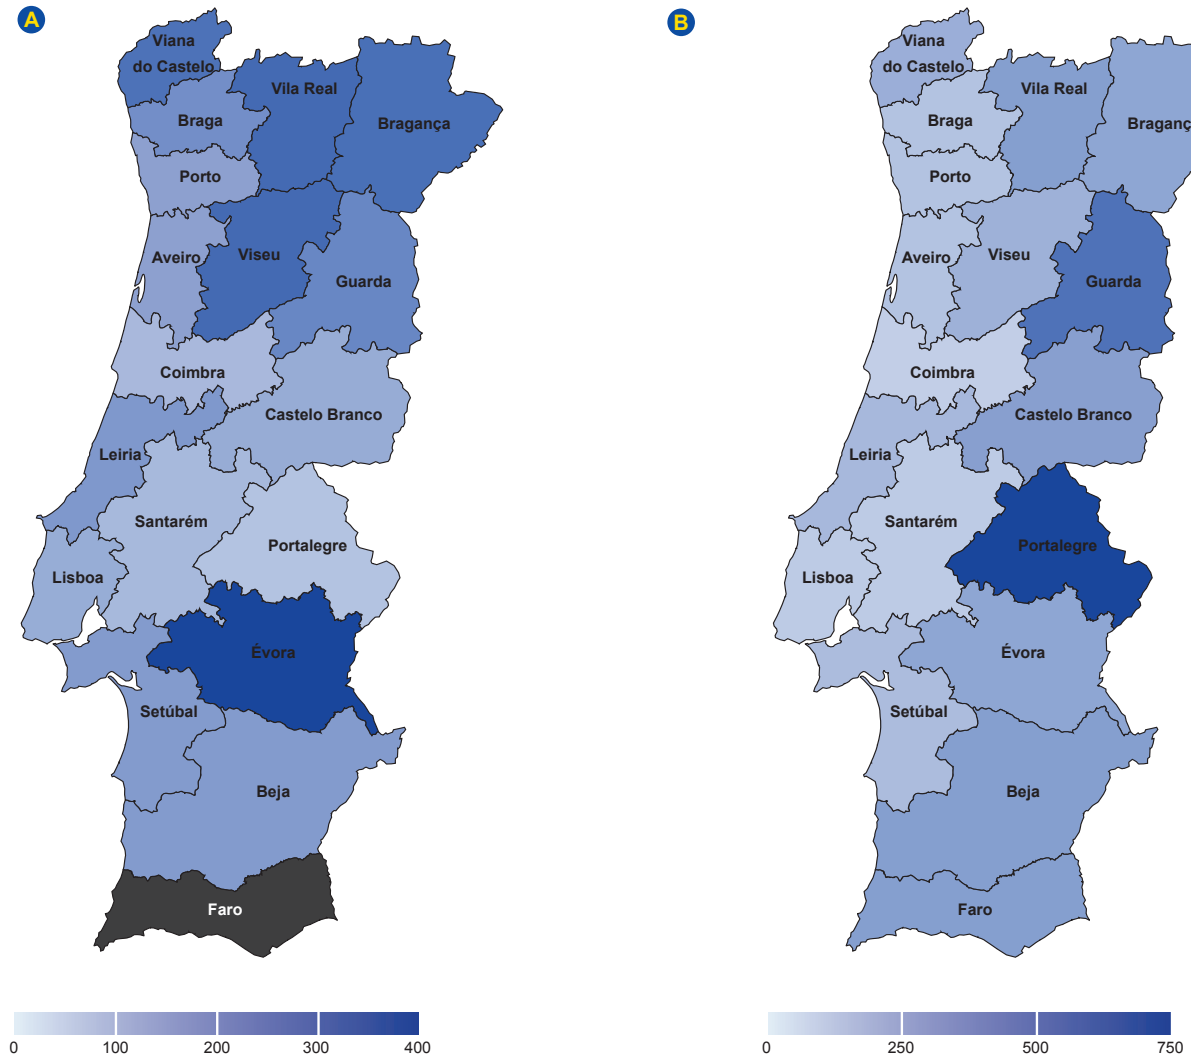 A
Viana
do Castelo
Vila Real
Bragança
Braga
Porto
Aveiro
Viseu
Guarda
Coimbra
Castelo Branco
Leiria
Santarém
Portalegre
Lisboa
Évora
Setúbal
Beja
Faro
0 100 200 300 400
B
Viana
do Castelo
Vila Real
Braganç
Braga
Porto
Aveiro
Viseu
Guarda
Coimbra
Castelo Branco
Leiria
Santarém
Portalegre
Lisboa
Évora
Setúbal
Beja
Faro
0 250 500 750